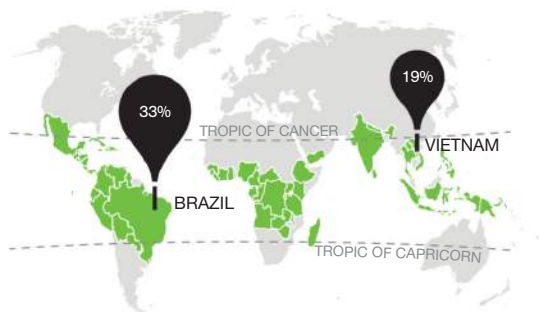 19%
33%
TROPIC OF CANCER
VIETNAM
BRAZIL
TROPIC OF CAPRICORN